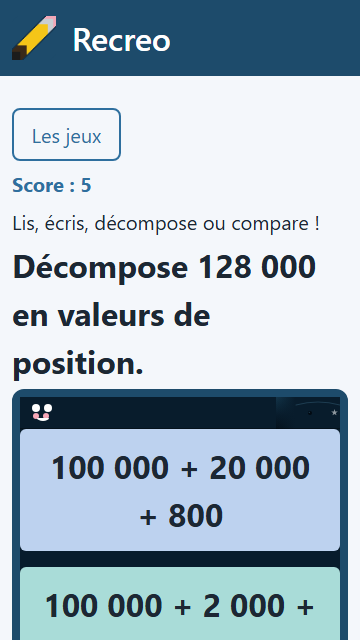 Recreo
Les jeux
Score : 5
Lis, écris, décompose ou compare !
Décompose 128 000
en valeurs de
position.
100 000 + 20 000
+ 800
100 000 + 2 000 +